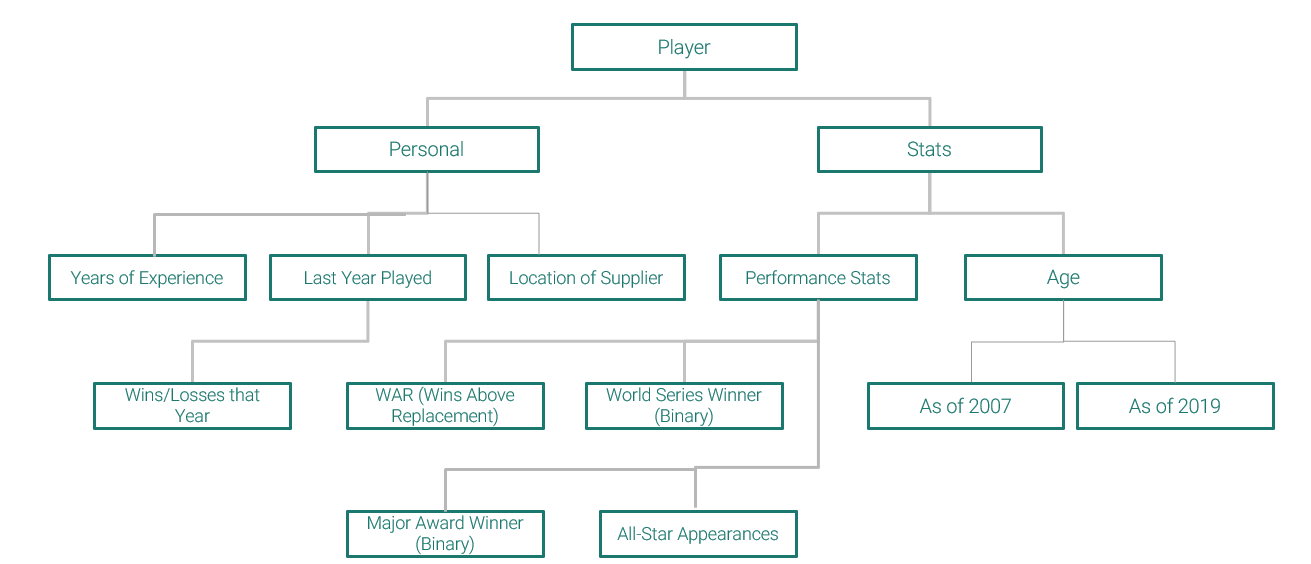 Player
Personal
Stats
Years of Experience
Last Year Played
Location of Supplier
Performance Stats
Age
Wins/Losses that
Year
WAR (Wins Above
Replacement)
World Series Winner
(Binary)
As of 2007
As of 2019
Major Award Winner
(Binary)
All-Star Appearances